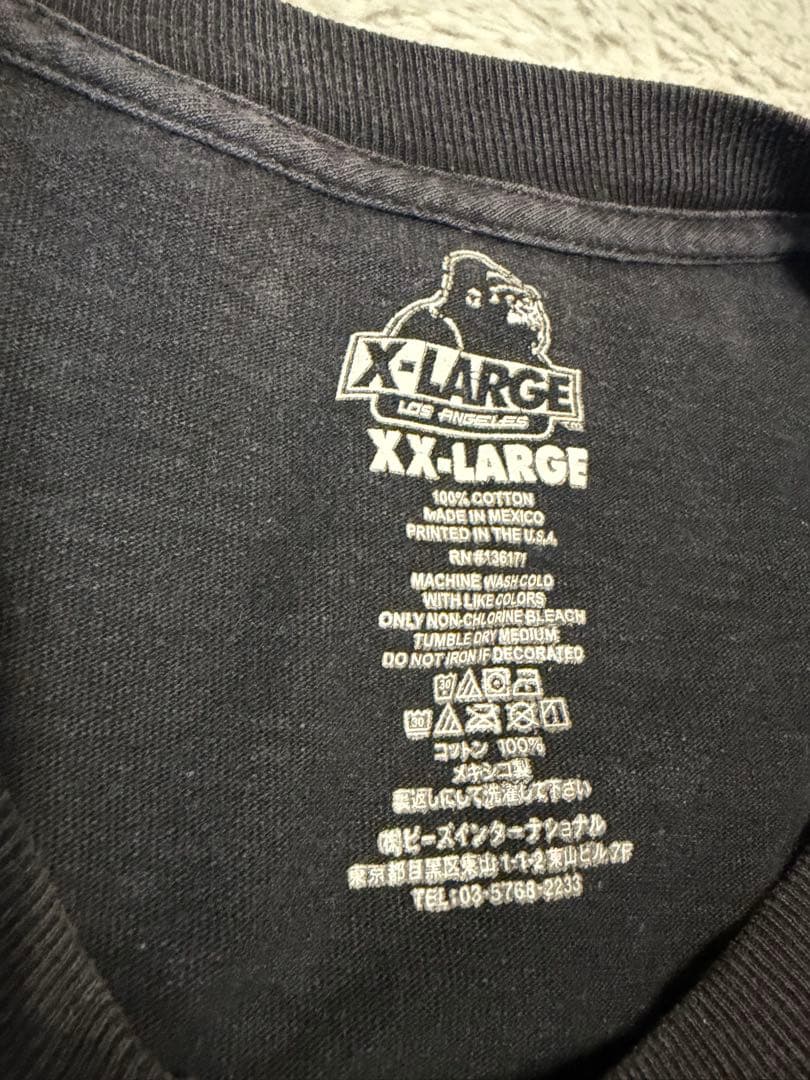 X-LARGE
LOS ANGELES
XX-LARGE
100% COTTON
MADE IN MEXICO
PRINTED IN THE U.S.A.
RN#136171
MACHINE WASH COLD
WITH LIKE COLORS
ONLY NON-CHLORINE BLEACH
TUMBLE DRY MEDIUM
DO NOT IRON IF DECORATED
30
30
コットン 100%
メキシコ製
裏返しにして洗濯して下さい
㈱ビーズインターナショナル
東京都目黒区東山1-1-2 東山ビル7F
TEL:03-5768-2233